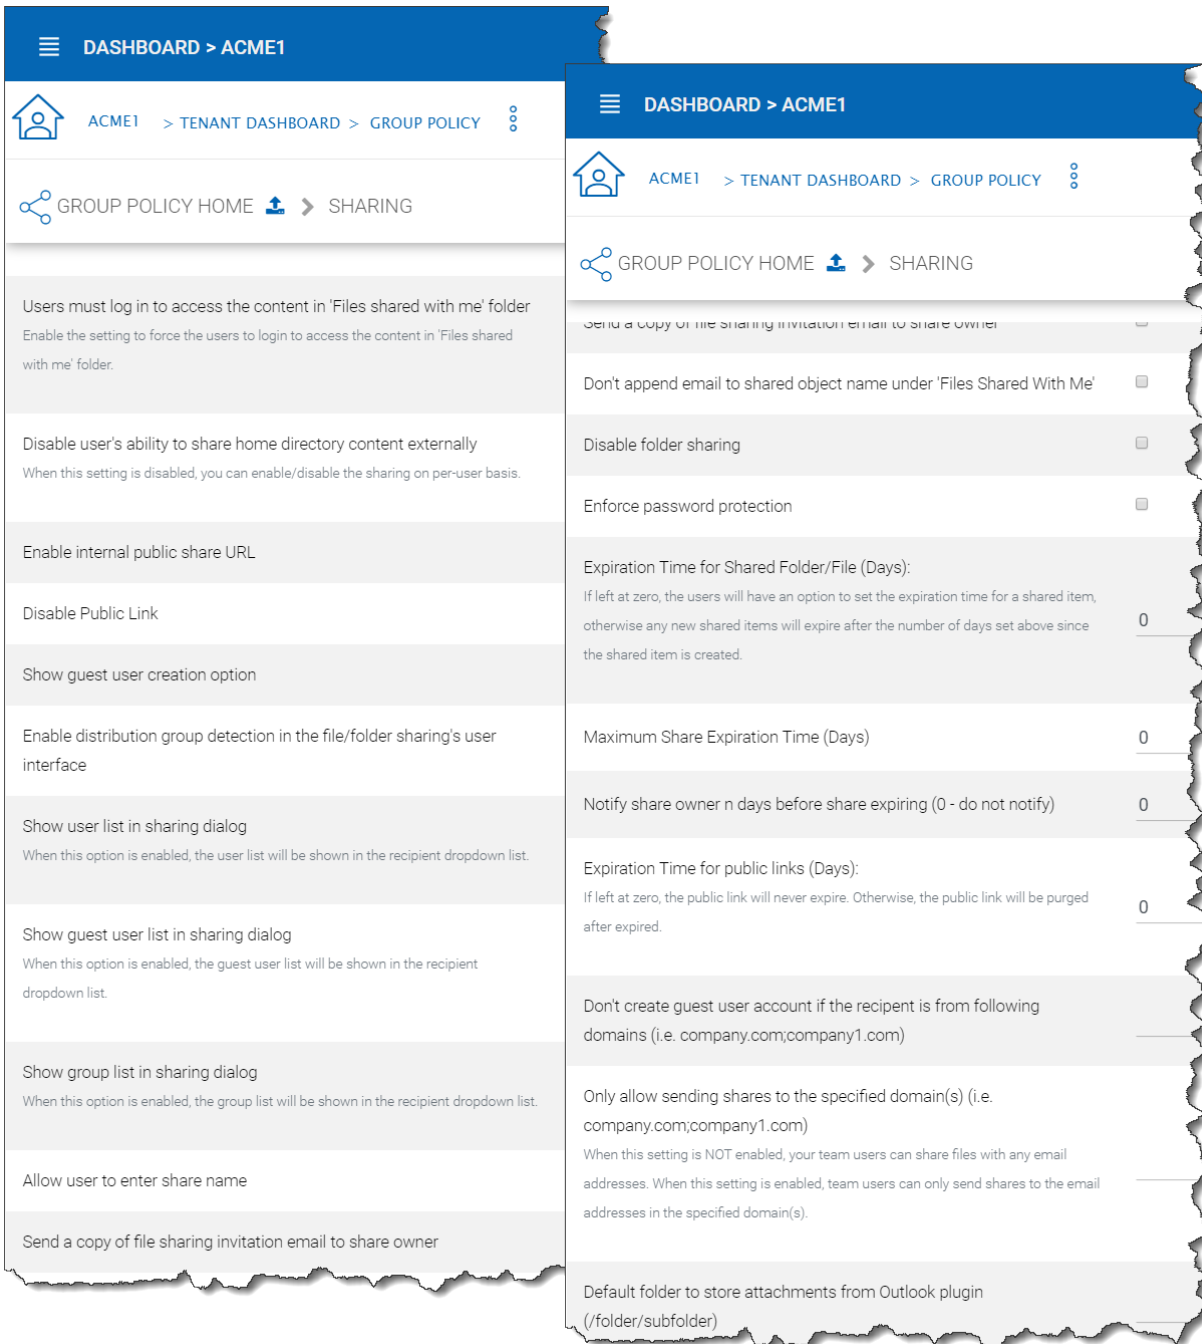 DASHBOARD > ACME1
ACME1 > TENANT DASHBOARD > GROUP POLICY
GROUP POLICY HOME > SHARING
Users must log in to access the content in 'Files shared with me' folder
Enable the setting to force the users to login to access the content in 'Files shared
with me' folder.
Disable user's ability to share home directory content externally
When this setting is disabled, you can enable/disable the sharing on per-user basis.
Enable internal public share URL
Disable Public Link
Show guest user creation option
Enable distribution group detection in the file/folder sharing's user
interface
Show user list in sharing dialog
When this option is enabled, the user list will be shown in the recipient dropdown list.
Show guest user list in sharing dialog
When this option is enabled, the guest user list will be shown in the recipient
dropdown list.
Show group list in sharing dialog
When this option is enabled, the group list will be shown in the recipient dropdown list.
Allow user to enter share name
Send a copy of file sharing invitation email to share owner
DASHBOARD > ACME1
ACME1 > TENANT DASHBOARD > GROUP POLICY
GROUP POLICY HOME > SHARING
Send a copy of file sharing invitation email to share owner
Don't append email to shared object name under 'Files Shared With Me'
Disable folder sharing
Enforce password protection
Expiration Time for Shared Folder/File (Days):
If left at zero, the users will have an option to set the expiration time for a shared item,
otherwise any new shared items will expire after the number of days set above since
the shared item is created.
0
Maximum Share Expiration Time (Days) 0
Notify share owner n days before share expiring (0 - do not notify) 0
Expiration Time for public links (Days):
If left at zero, the public link will never expire. Otherwise, the public link will be purged
after expired.
0
Don't create guest user account if the recipent is from following
domains (i.e. company.com;company1.com)
Only allow sending shares to the specified domain(s) (i.e.
company.com;company1.com)
When this setting is NOT enabled, your team users can share files with any email
addresses. When this setting is enabled, team users can only send shares to the email
addresses in the specified domain(s).
Default folder to store attachments from Outlook plugin
(/folder/subfolder)